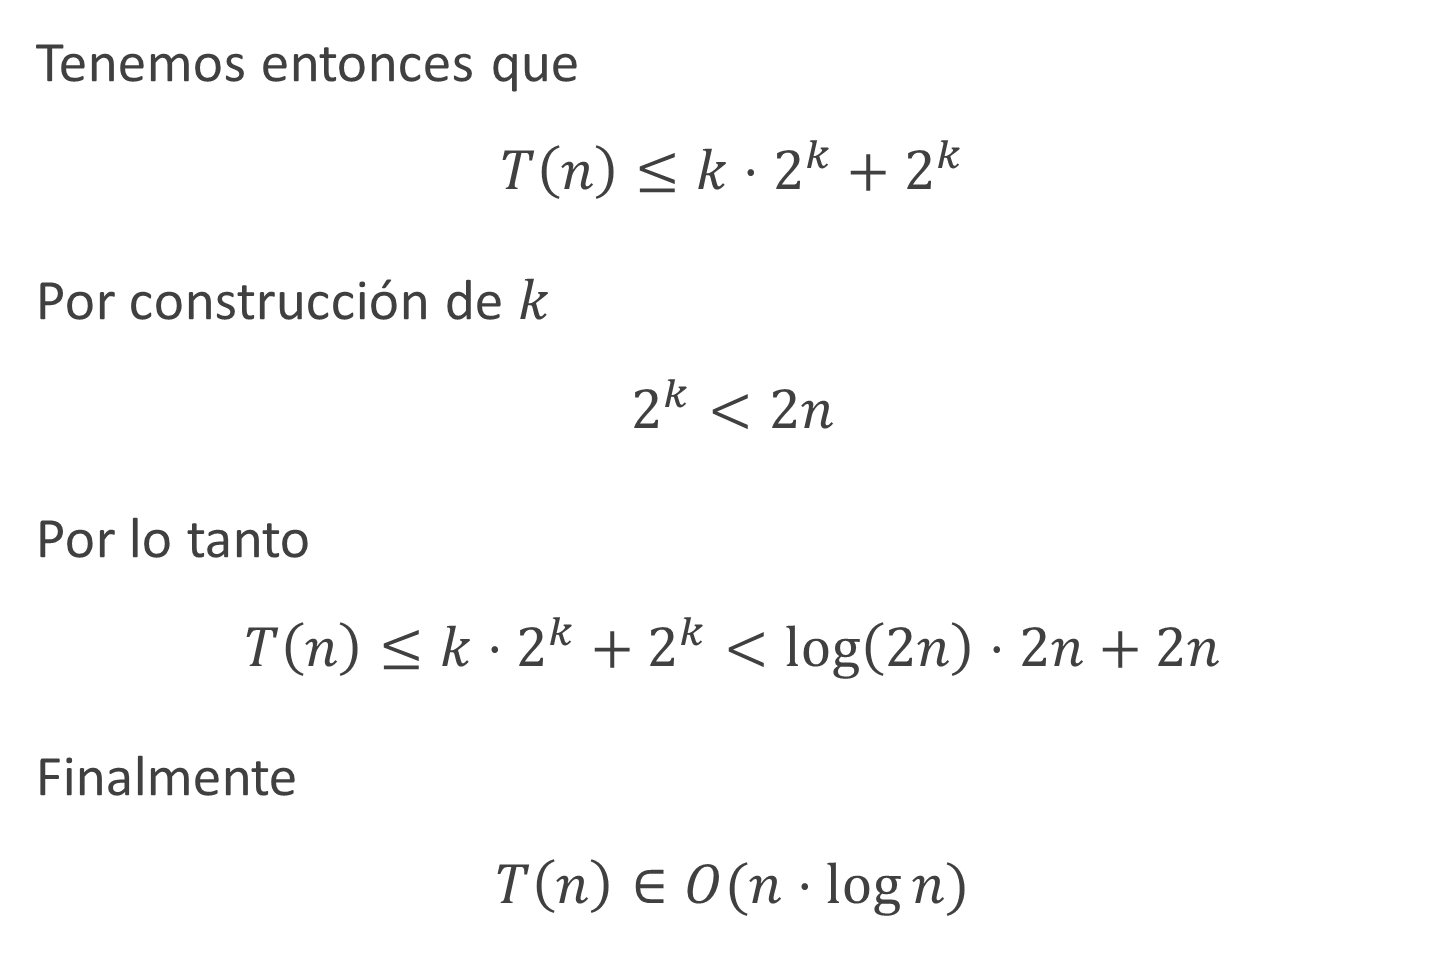 Tenemos entonces que
T(n) ≤ k · 2^k + 2^k
Por construcción de k
2^k < 2n
Por lo tanto
T(n) ≤ k · 2^k + 2^k < log(2n) · 2n + 2n
Finalmente
T(n) ∈ O(n · log n)